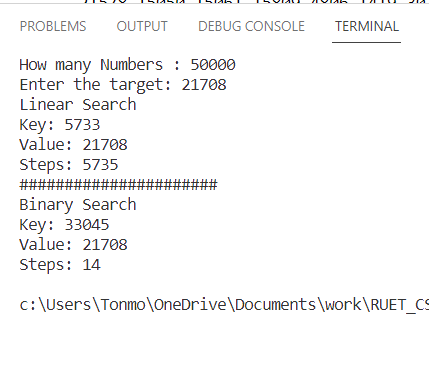 PROBLEMS OUTPUT DEBUG CONSOLE TERMINAL
How many Numbers : 50000
Enter the target: 21708
Linear Search
Key: 5733
Value: 21708
Steps: 5735
######################
Binary Search
Key: 33045
Value: 21708
Steps: 14
c:\Users\Tonmo\OneDrive\Documents\work\RUET_CS